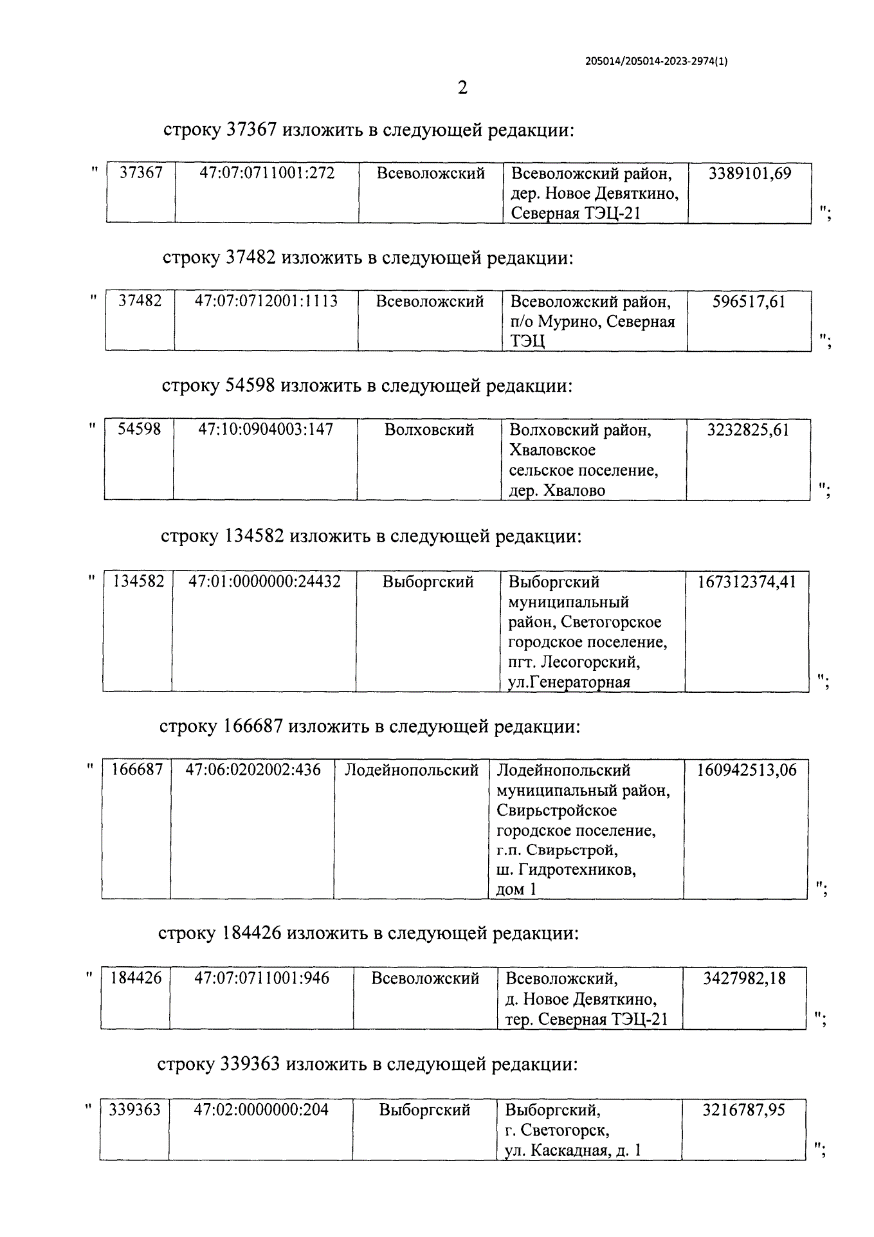 205014/205014-2023-2974(1)
2
строку 37367 изложить в следующей редакции:
" 37367 47:07:0711001:272 Всеволожский Всеволожский район, 3389101,69
дер. Новое Девяткино,
Северная ТЭЦ-21 ";
строку 37482 изложить в следующей редакции:
" 37482 47:07:0712001:1113 Всеволожский Всеволожский район, 596517,61
п/о Мурино, Северная
ТЭЦ ";
строку 54598 изложить в следующей редакции:
" 54598 47:10:0904003:147 Волховский Волховский район, 3232825,61
Хваловское
сельское поселение,
дер. Хвалово ";
строку 134582 изложить в следующей редакции:
" 134582 47:01:0000000:24432 Выборгский Выборгский 167312374,41
муниципальный
район, Светогорское
городское поселение,
пгт. Лесогорский,
ул.Генераторная ";
строку 166687 изложить в следующей редакции:
" 166687 47:06:0202002:436 Лодейнопольский Лодейнопольский 160942513,06
муниципальный район,
Свирьстройское
городское поселение,
г.п. Свирьстрой,
ш. Гидротехников,
дом 1 ";
строку 184426 изложить в следующей редакции:
" 184426 47:07:0711001:946 Всеволожский Всеволожский, 3427982,18
д. Новое Девяткино,
тер. Северная ТЭЦ-21 ";
строку 339363 изложить в следующей редакции:
" 339363 47:02:0000000:204 Выборгский Выборгский, 3216787,95
г. Светогорск,
ул. Каскадная, д. 1 ";